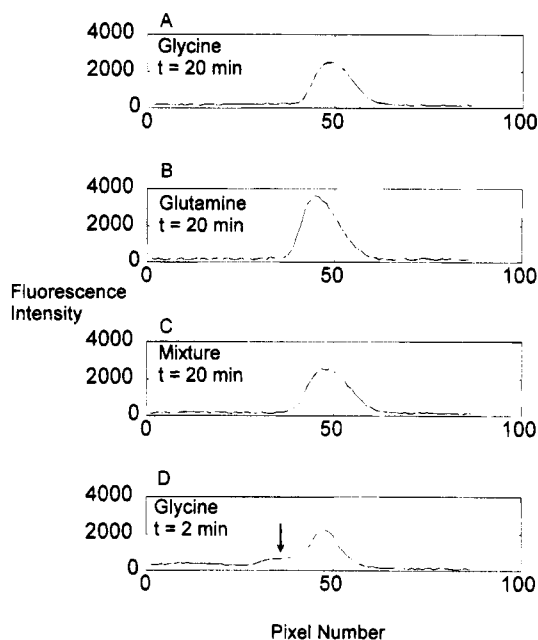 A
4000
Glycine
2000
t = 20 min
0
0
50
100
B
4000
Glutamine
2000
t = 20 min
0
0
50
100
Fluorescence
Intensity
C
4000
Mixture
2000
t = 20 min
0
0
50
100
D
4000
Glycine
2000
t = 2 min
0
0
50
100
Pixel Number